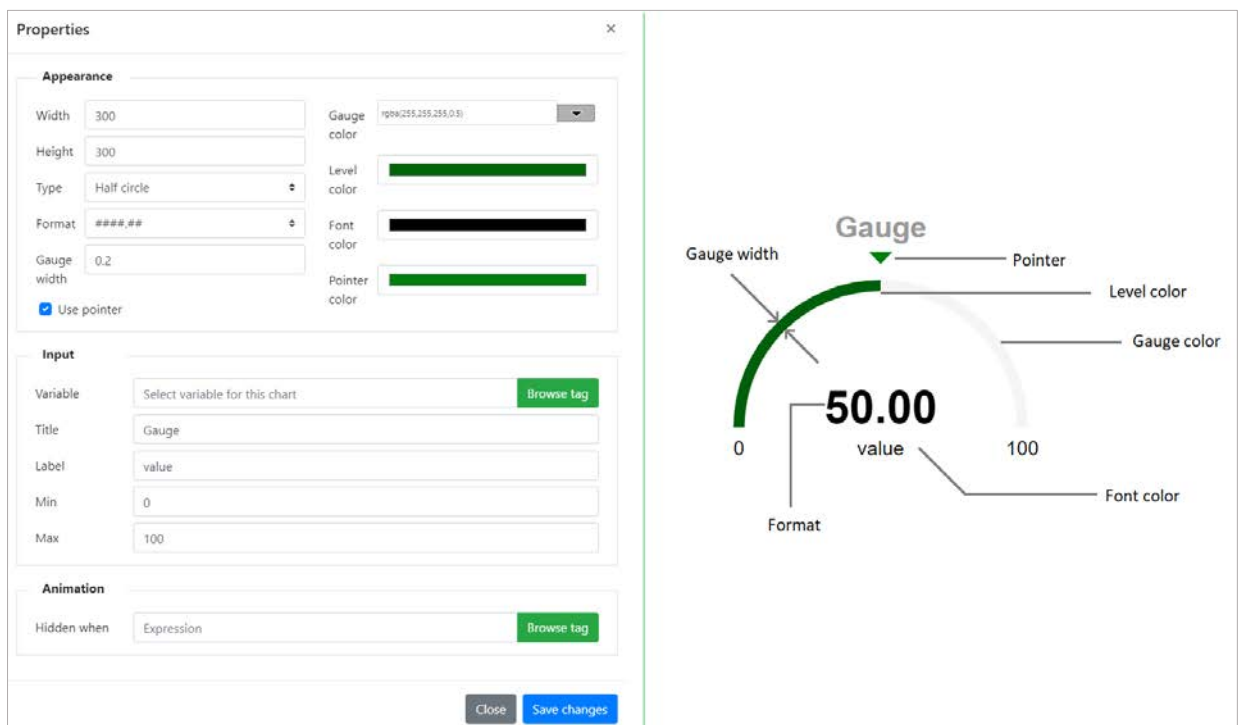 Properties
×
Appearance
Width 300
Height 300
Type Half circle
Format ####.##
Gauge width 0.2
Use pointer
Gauge color rgba(255,255,255,0.5)
Level color
Font color
Pointer color
Input
Variable Select variable for this chart Browse tag
Title Gauge
Label value
Min 0
Max 100
Animation
Hidden when Expression Browse tag
Close Save changes
Gauge
Gauge width
Pointer
Level color
Gauge color
50.00
0 value 100
Font color
Format